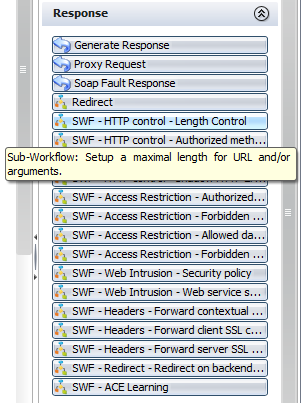 Response
Generate Response
Proxy Request
Soap Fault Response
Redirect
SWF - HTTP control - Length Control
SWF - HTTP control - Authorized meth...
Sub-Workflow: Setup a maximal length for URL and/or
arguments.
SWF - Access Restriction - Authorized...
SWF - Access Restriction - Forbidden ...
SWF - Access Restriction - Allowed da...
SWF - Access Restriction - Forbidden ...
SWF - Web Intrusion - Security policy
SWF - Web Intrusion - Web service s...
SWF - Headers - Forward contextual ...
SWF - Headers - Forward client SSL c...
SWF - Headers - Forward server SSL ...
SWF - Redirect - Redirect on backend...
SWF - ACE Learning